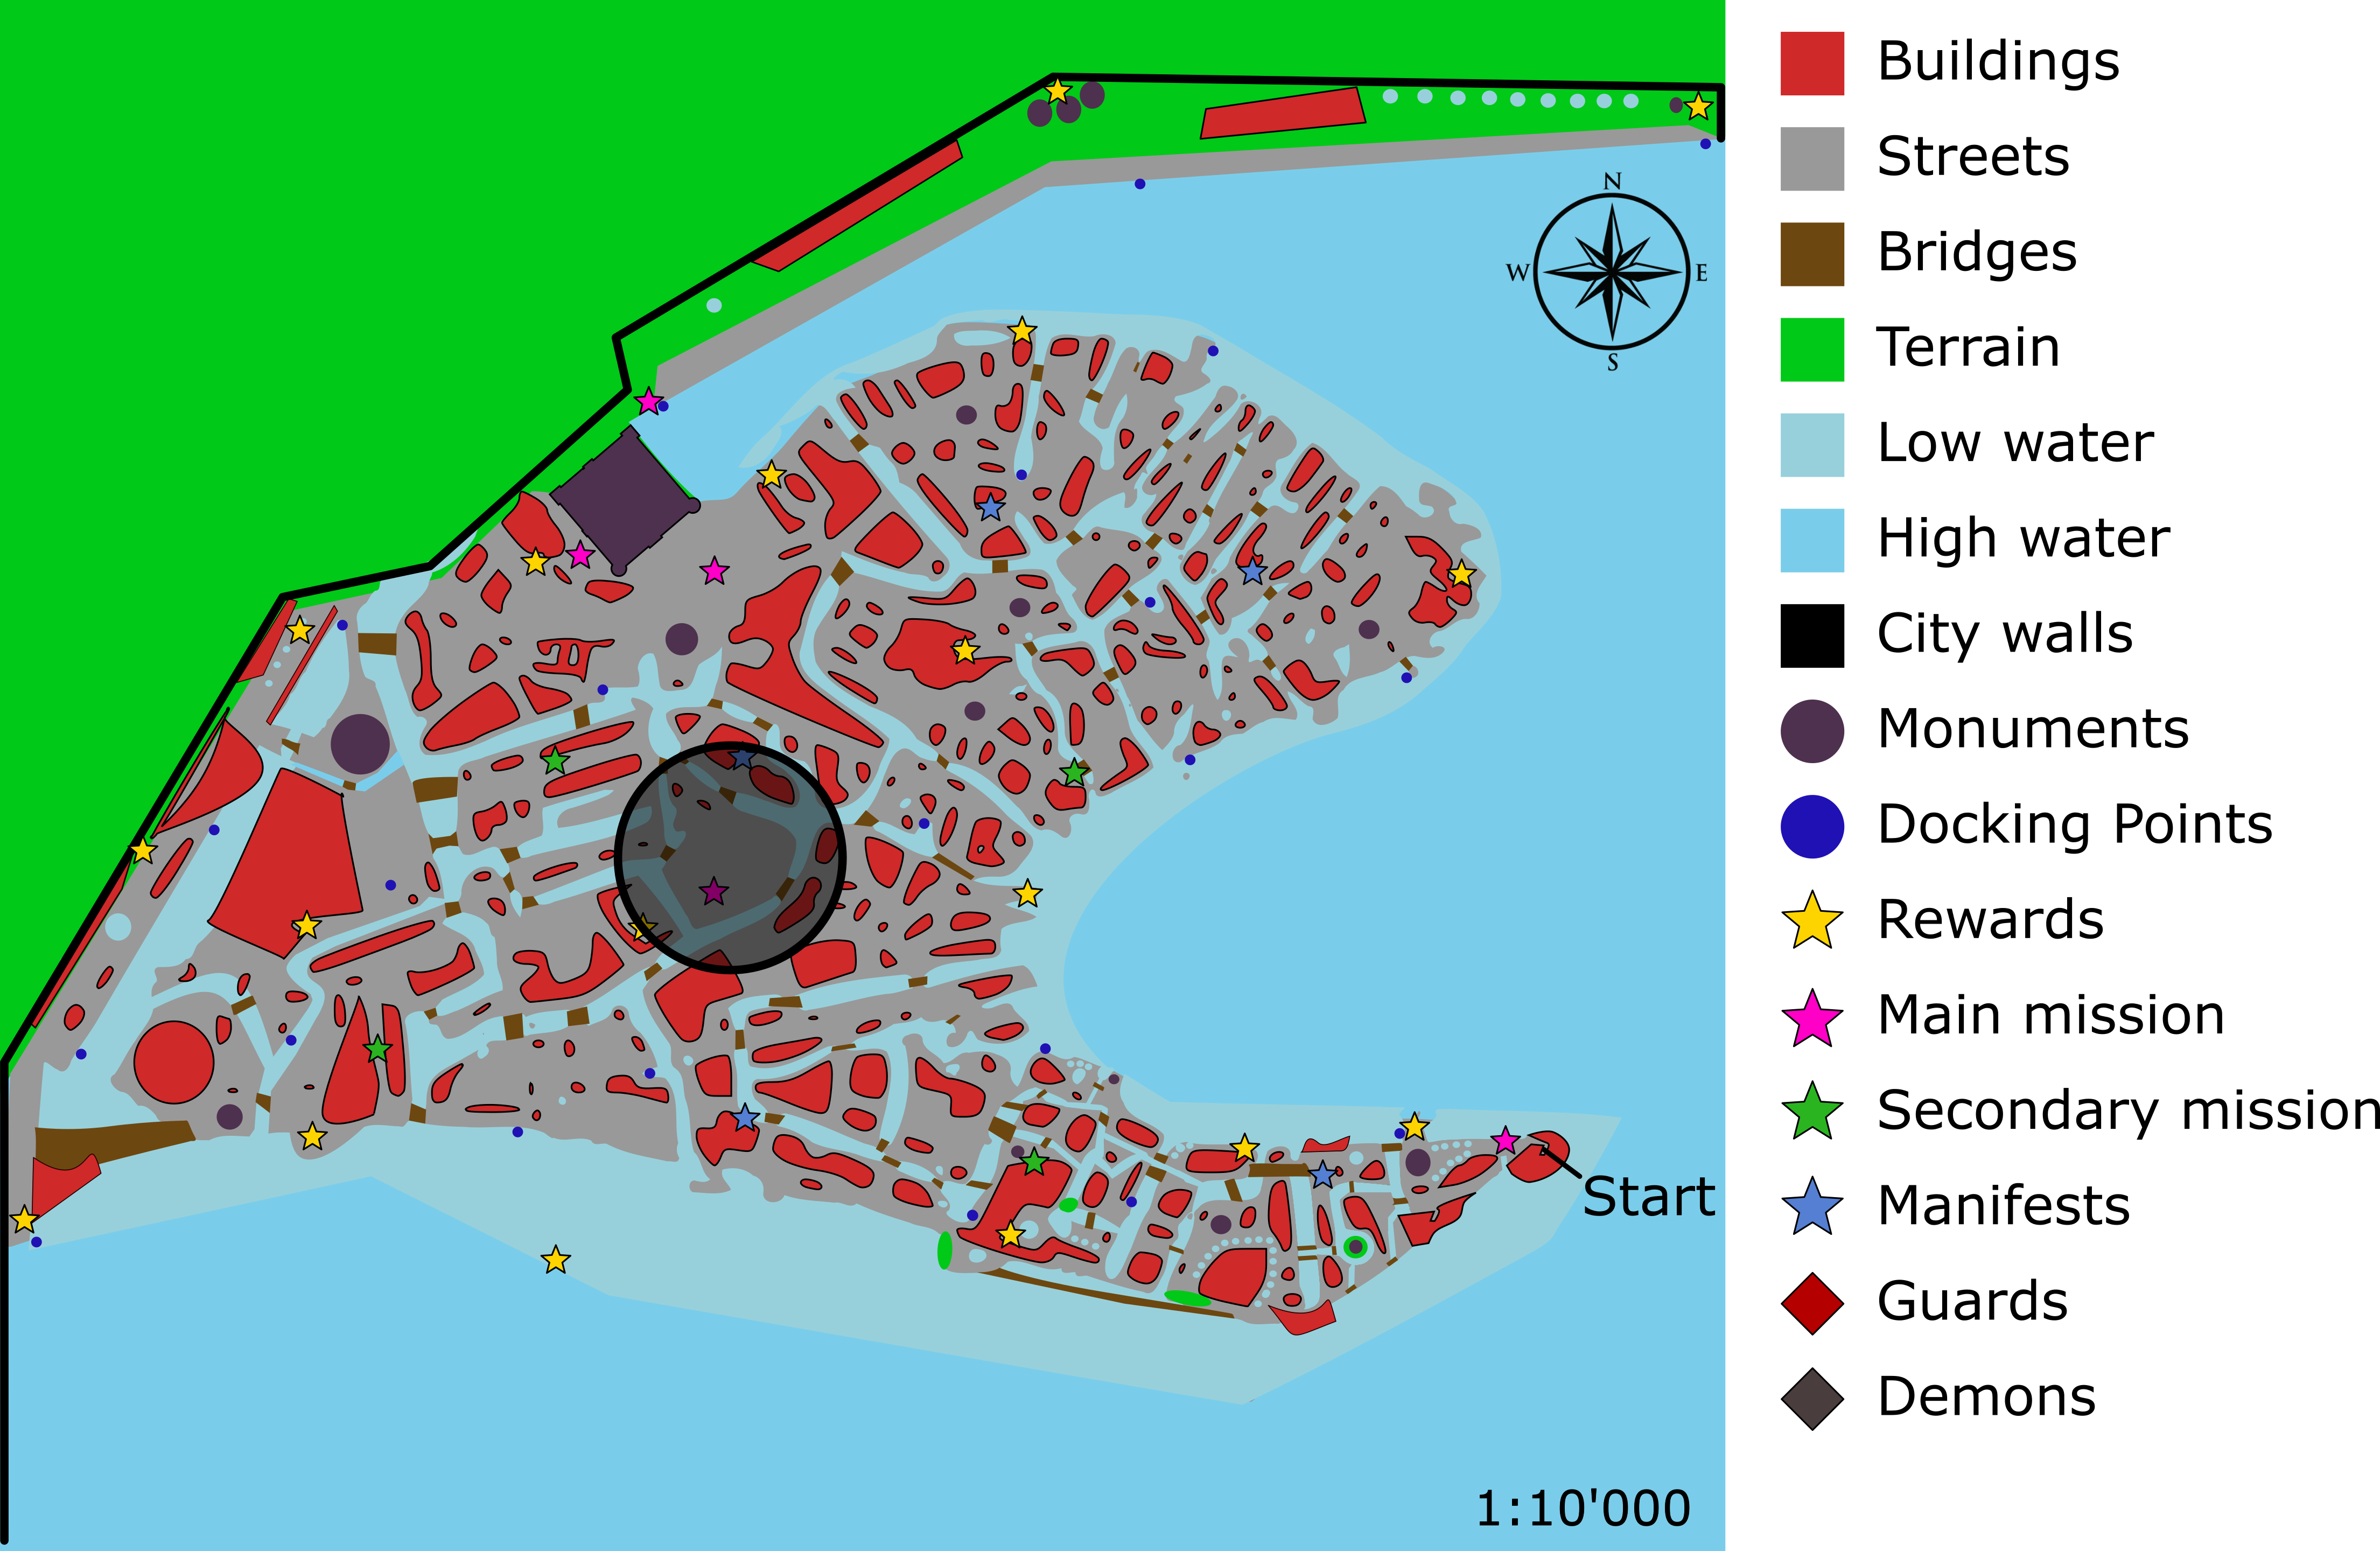 N
W
E
S
Start
1:10'000
Buildings
Streets
Bridges
Terrain
Low water
High water
City walls
Monuments
Docking Points
Rewards
Main mission
Secondary mission
Manifests
Guards
Demons